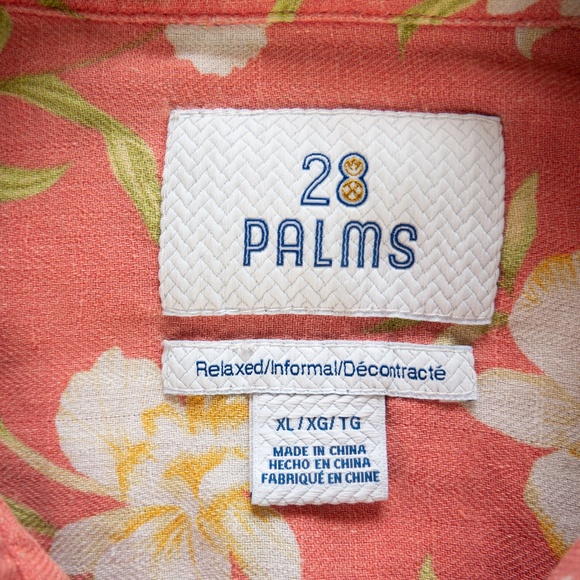 28
PALMS
Relaxed/Informal/Décontracté
XL/XG/TG
MADE IN CHINA
HECHO EN CHINA
FABRIQUÉ EN CHINE